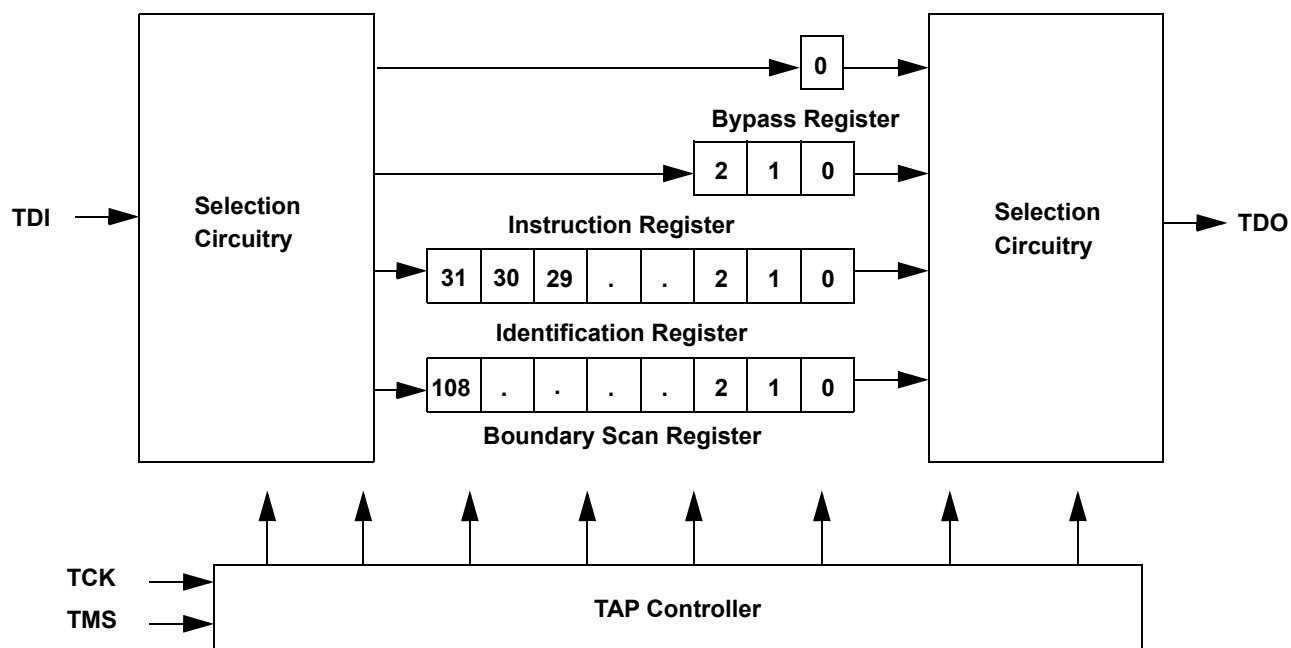 0
Bypass Register
2 1 0
Selection
Circuitry
Selection
Circuitry
TDI
TDO
Instruction Register
31 30 29 . . 2 1 0
Identification Register
108 . . . . 2 1 0
Boundary Scan Register
TCK
TMS
TAP Controller